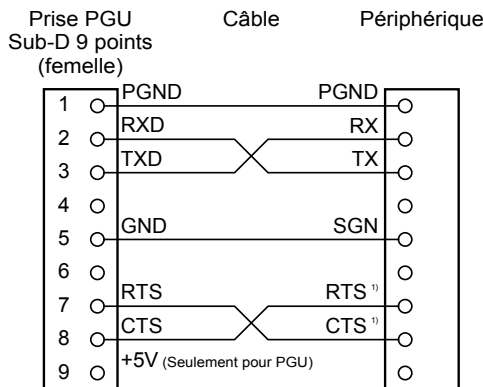 Prise PGU Câble Périphérique
Sub-D 9 points
(femelle)
1 PGND PGND
2 RXD RX
3 TXD TX
4
5 GND SGN
6
7 RTS RTS 1)
8 CTS CTS 1)
9 +5V (Seulement pour PGU)